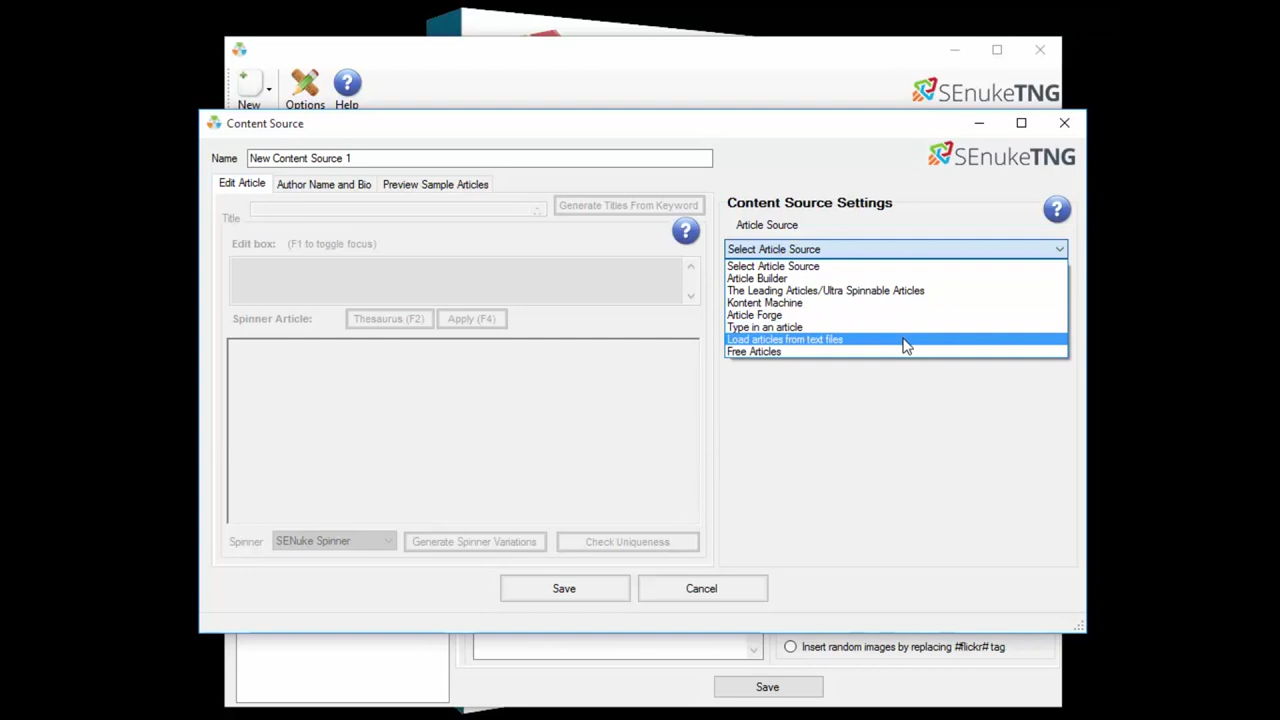 New
Options
Help
SEnukeTNG
Content Source
Name
New Content Source 1
SEnukeTNG
Edit Article
Author Name and Bio
Preview Sample Articles
Title
Generate Titles From Keyword
Edit box:
(F1 to toggle focus)
Spinner Article:
Thesaurus (F2)
Apply (F4)
Spinner
SENuke Spinner
Generate Spinner Variations
Check Uniqueness
Content Source Settings
Article Source
Select Article Source
Select Article Source
Article Builder
The Leading Articles/Ultra Spinnable Articles
Kontent Machine
Article Forge
Type in an article
Load articles from text files
Free Articles
Save
Cancel
Insert random images by replacing #flickr# tag
Save